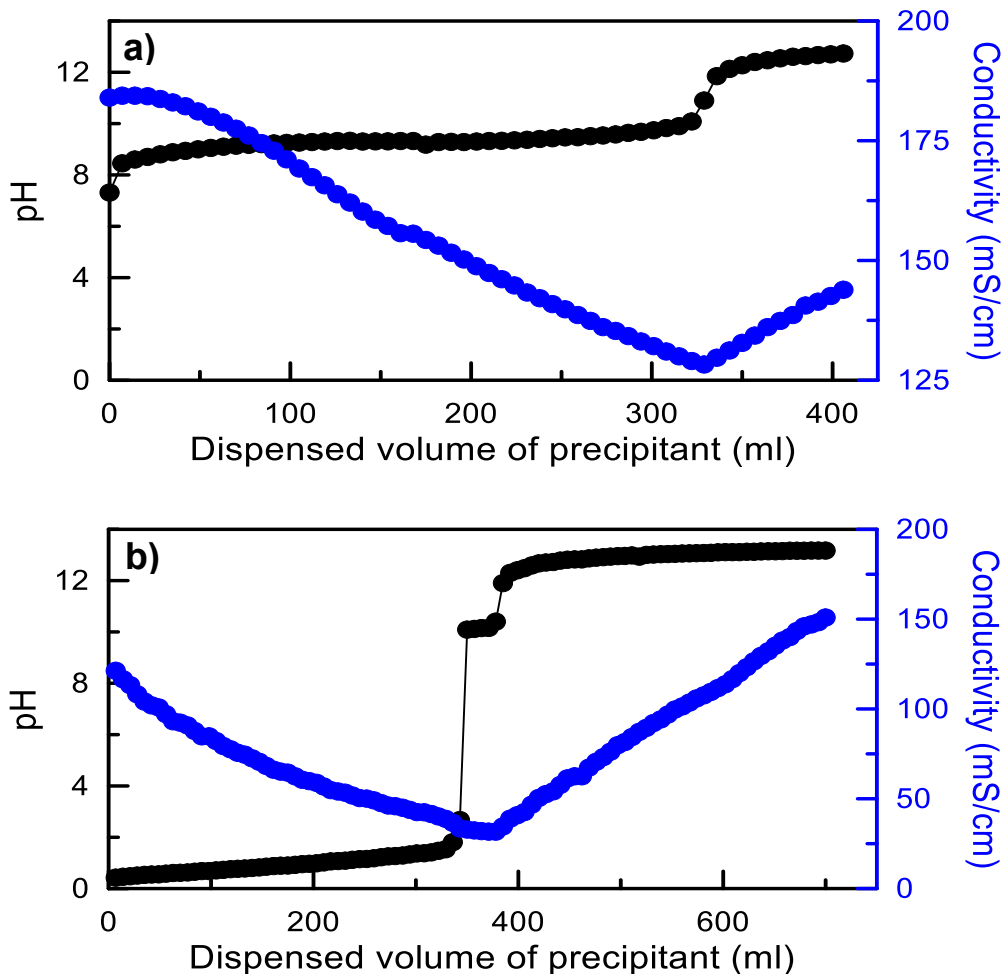 a)
pH
12
8
4
0
200
175
150
125
Conductivity (mS/cm)
0 100 200 300 400
Dispensed volume of precipitant (ml)
b)
pH
12
8
4
0
200
150
100
50
0
Conductivity (mS/cm)
0 200 400 600
Dispensed volume of precipitant (ml)